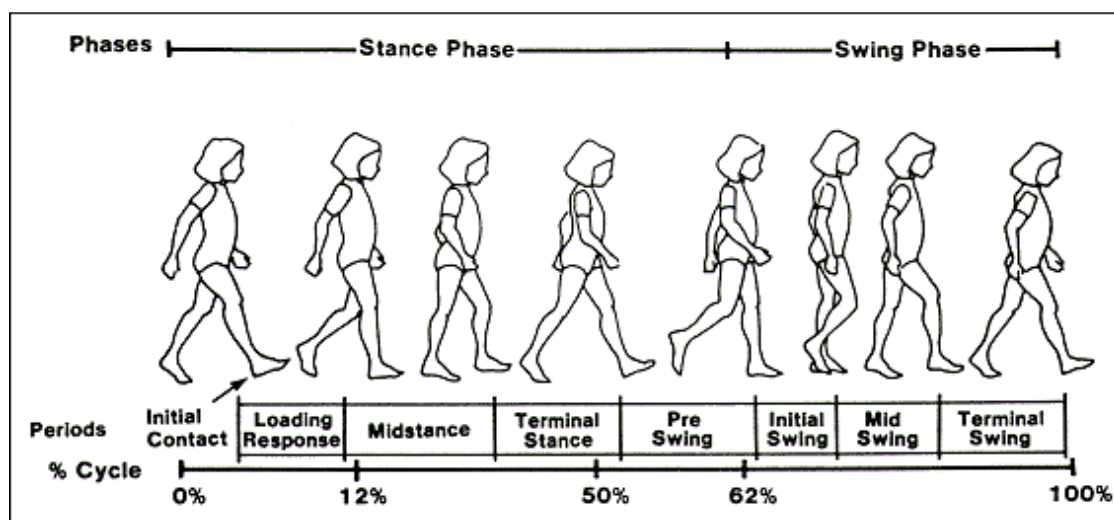 Phases Stance Phase Swing Phase
Initial Contact
Loading Response
Midstance
Terminal Stance
Pre Swing
Initial Swing
Mid Swing
Terminal Swing
Periods
% Cycle
0% 12% 50% 62% 100%